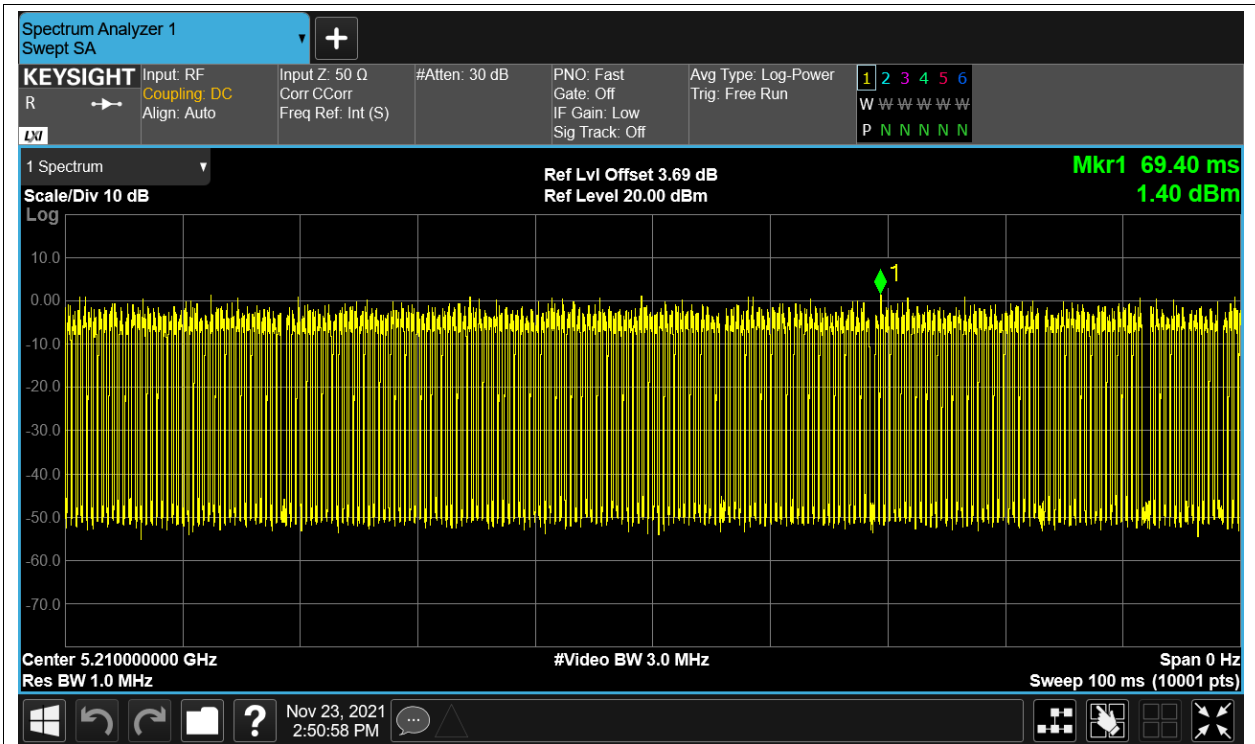 Spectrum Analyzer 1
Swept SA
+
KEYSIGHT
R
LXI
Input: RF
Coupling: DC
Align: Auto
Input Z: 50 Ω
Corr CCorr
Freq Ref: Int (S)
#Atten: 30 dB
PNO: Fast
Gate: Off
IF Gain: Low
Sig Track: Off
Avg Type: Log-Power
Trig: Free Run
1 2 3 4 5 6
W W W W W W
P N N N N N
1 Spectrum
Scale/Div 10 dB
Ref Lvl Offset 3.69 dB
Ref Level 20.00 dBm
Mkr1 69.40 ms
1.40 dBm
Log
10.0
0.00
-10.0
-20.0
-30.0
-40.0
-50.0
-60.0
-70.0
1
Center 5.210000000 GHz
Res BW 1.0 MHz
#Video BW 3.0 MHz
Span 0 Hz
Sweep 100 ms (10001 pts)
?
Nov 23, 2021
2:50:58 PM